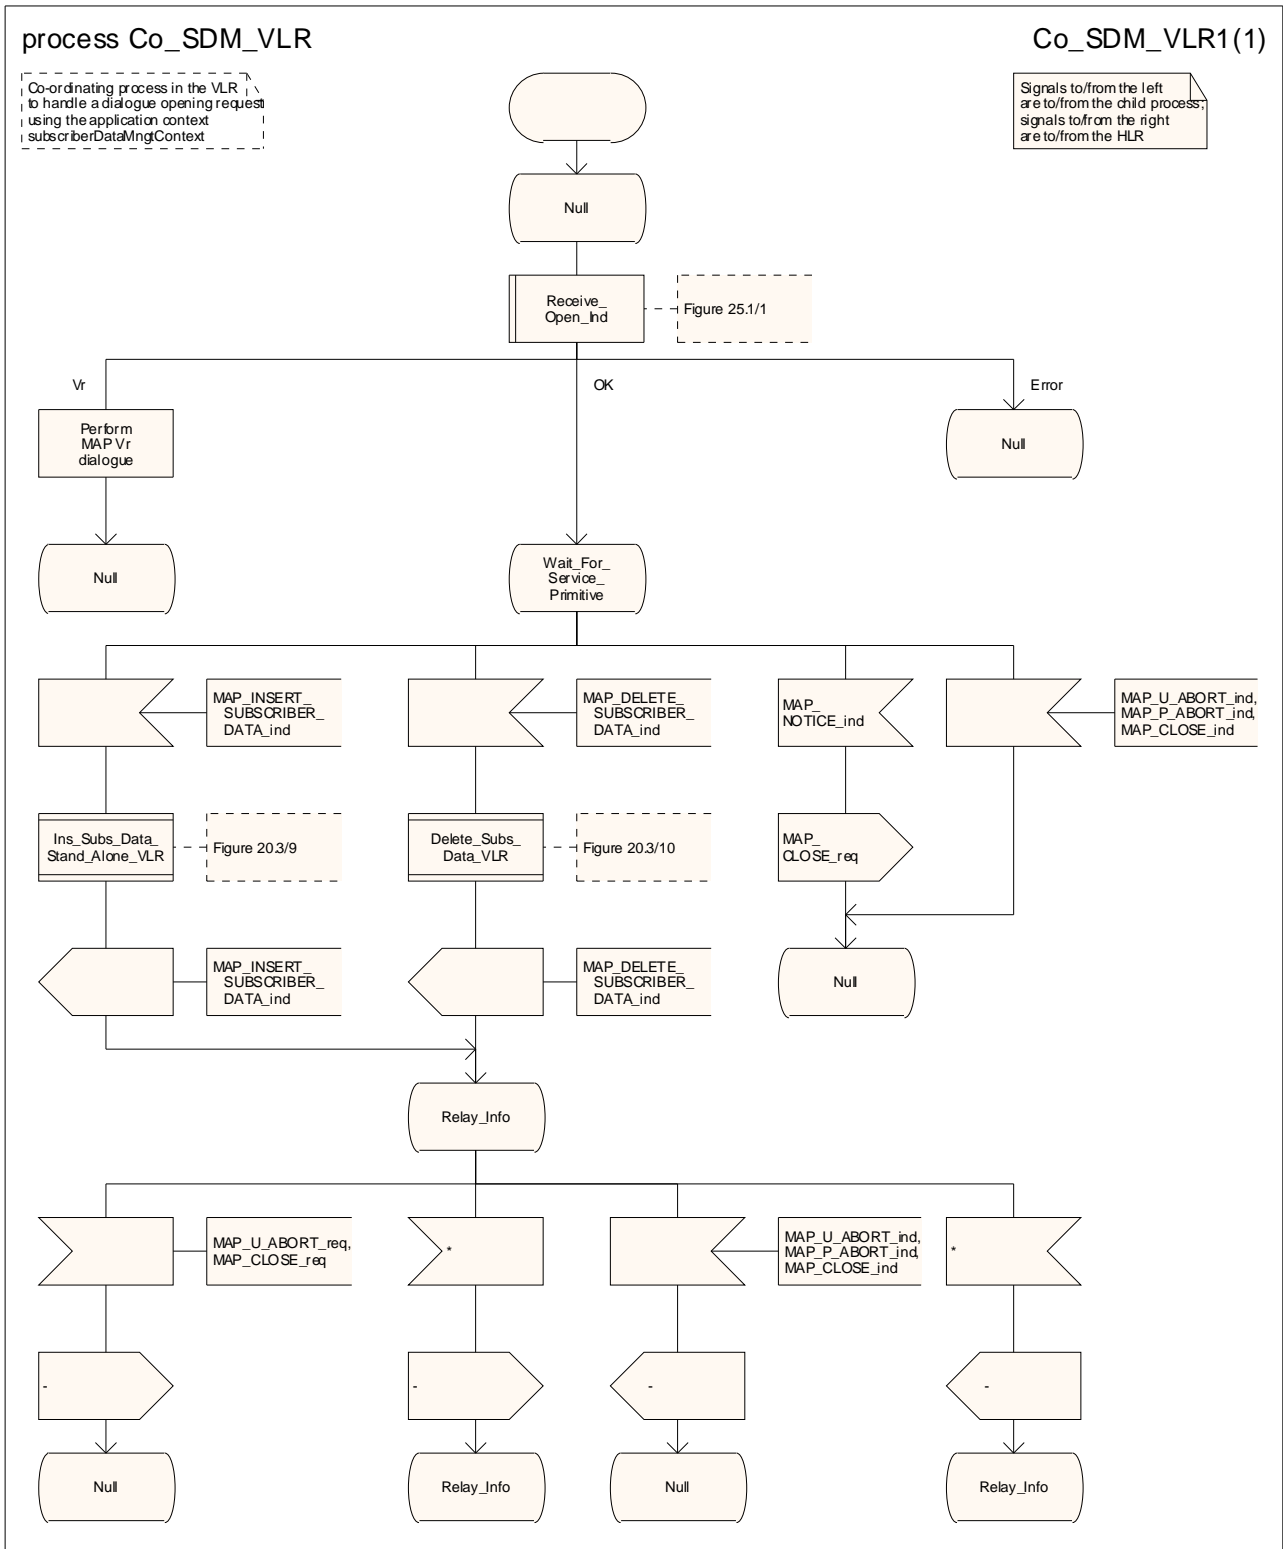 process Co_SDM_VLR
Co_SDM_VLR1(1)
Co-ordinating process in the VLR
to handle a dialogue opening request
using the application context
subscriberDataMngtContext
Signals to/from the left
are to/from the child process;
signals to/from the right
are to/from the HLR
Null
Receive_
Open_Ind
Figure 25.1/1
Vr
OK
Error
Perform
MAP Vr
dialogue
Null
Null
Wait_For_
Service_
Primitive
MAP_INSERT_
SUBSCRIBER_
DATA_ind
MAP_DELETE_
SUBSCRIBER_
DATA_ind
MAP_
NOTICE_ind
MAP_U_ABORT_ind,
MAP_P_ABORT_ind,
MAP_CLOSE_ind
Ins_Subs_Data_
Stand_Alone_VLR
Figure 20.3/9
Delete_Subs_
Data_VLR
Figure 20.3/10
MAP_
CLOSE_req
MAP_INSERT_
SUBSCRIBER_
DATA_ind
MAP_DELETE_
SUBSCRIBER_
DATA_ind
Null
Relay_Info
MAP_U_ABORT_req,
MAP_CLOSE_req
*
MAP_U_ABORT_ind,
MAP_P_ABORT_ind,
MAP_CLOSE_ind
*
-
-
-
-
Null
Relay_Info
Null
Relay_Info